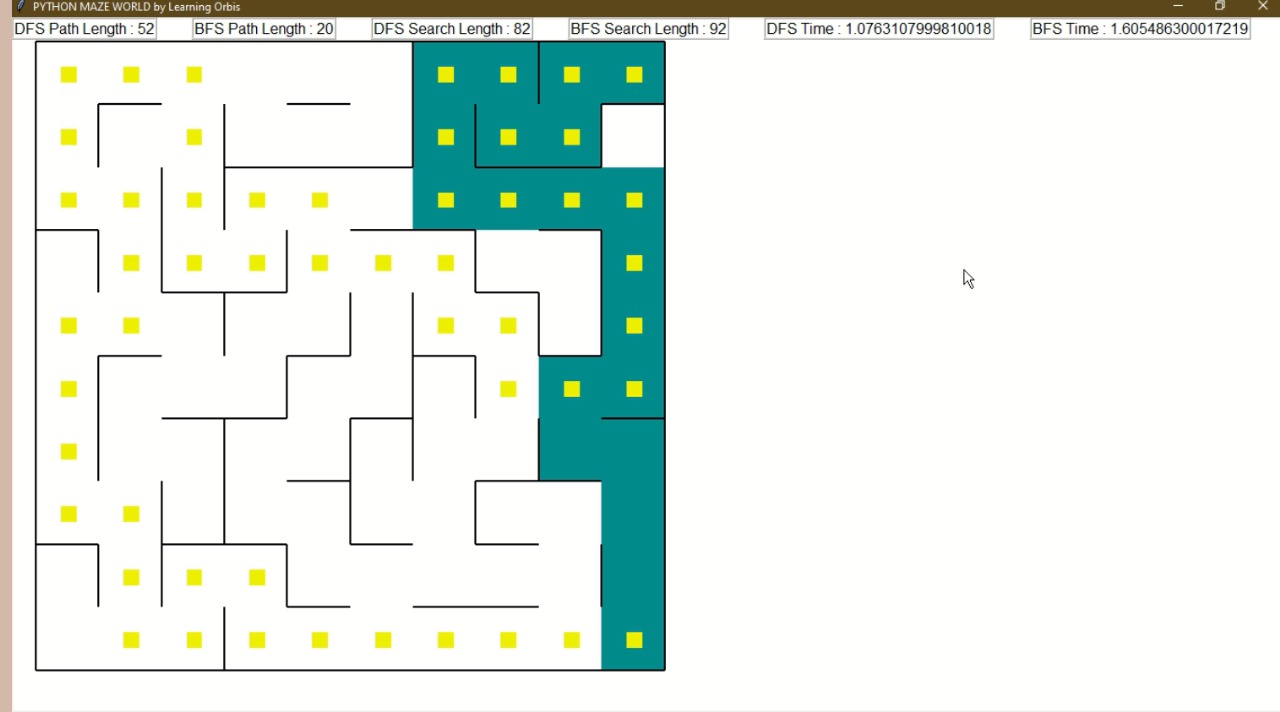 PYTHON MAZE WORLD by Learning Orbis
DFS Path Length : 52 BFS Path Length : 20 DFS Search Length : 82 BFS Search Length : 92 DFS Time : 1.0763107999810018 BFS Time : 1.605486300017219